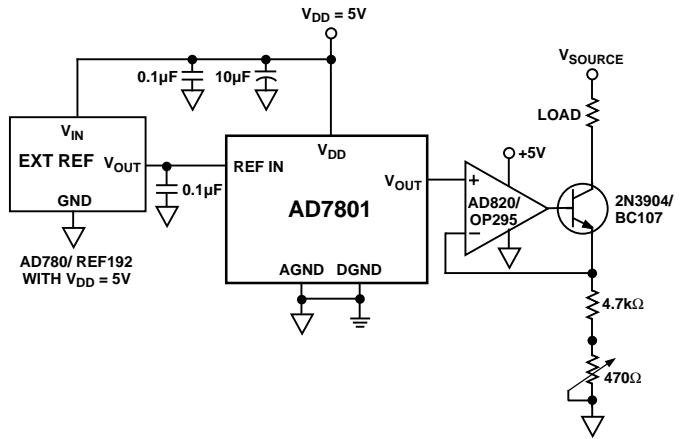 V_DD = 5V
0.1µF
10µF
V_SOURCE
LOAD
V_IN
EXT REF
V_OUT
GND
0.1µF
REF IN
V_DD
V_OUT
AD7801
AGND
DGND
+5V
+
AD820/
OP295
–
2N3904/
BC107
AD780/ REF192
WITH V_DD = 5V
4.7kΩ
470Ω